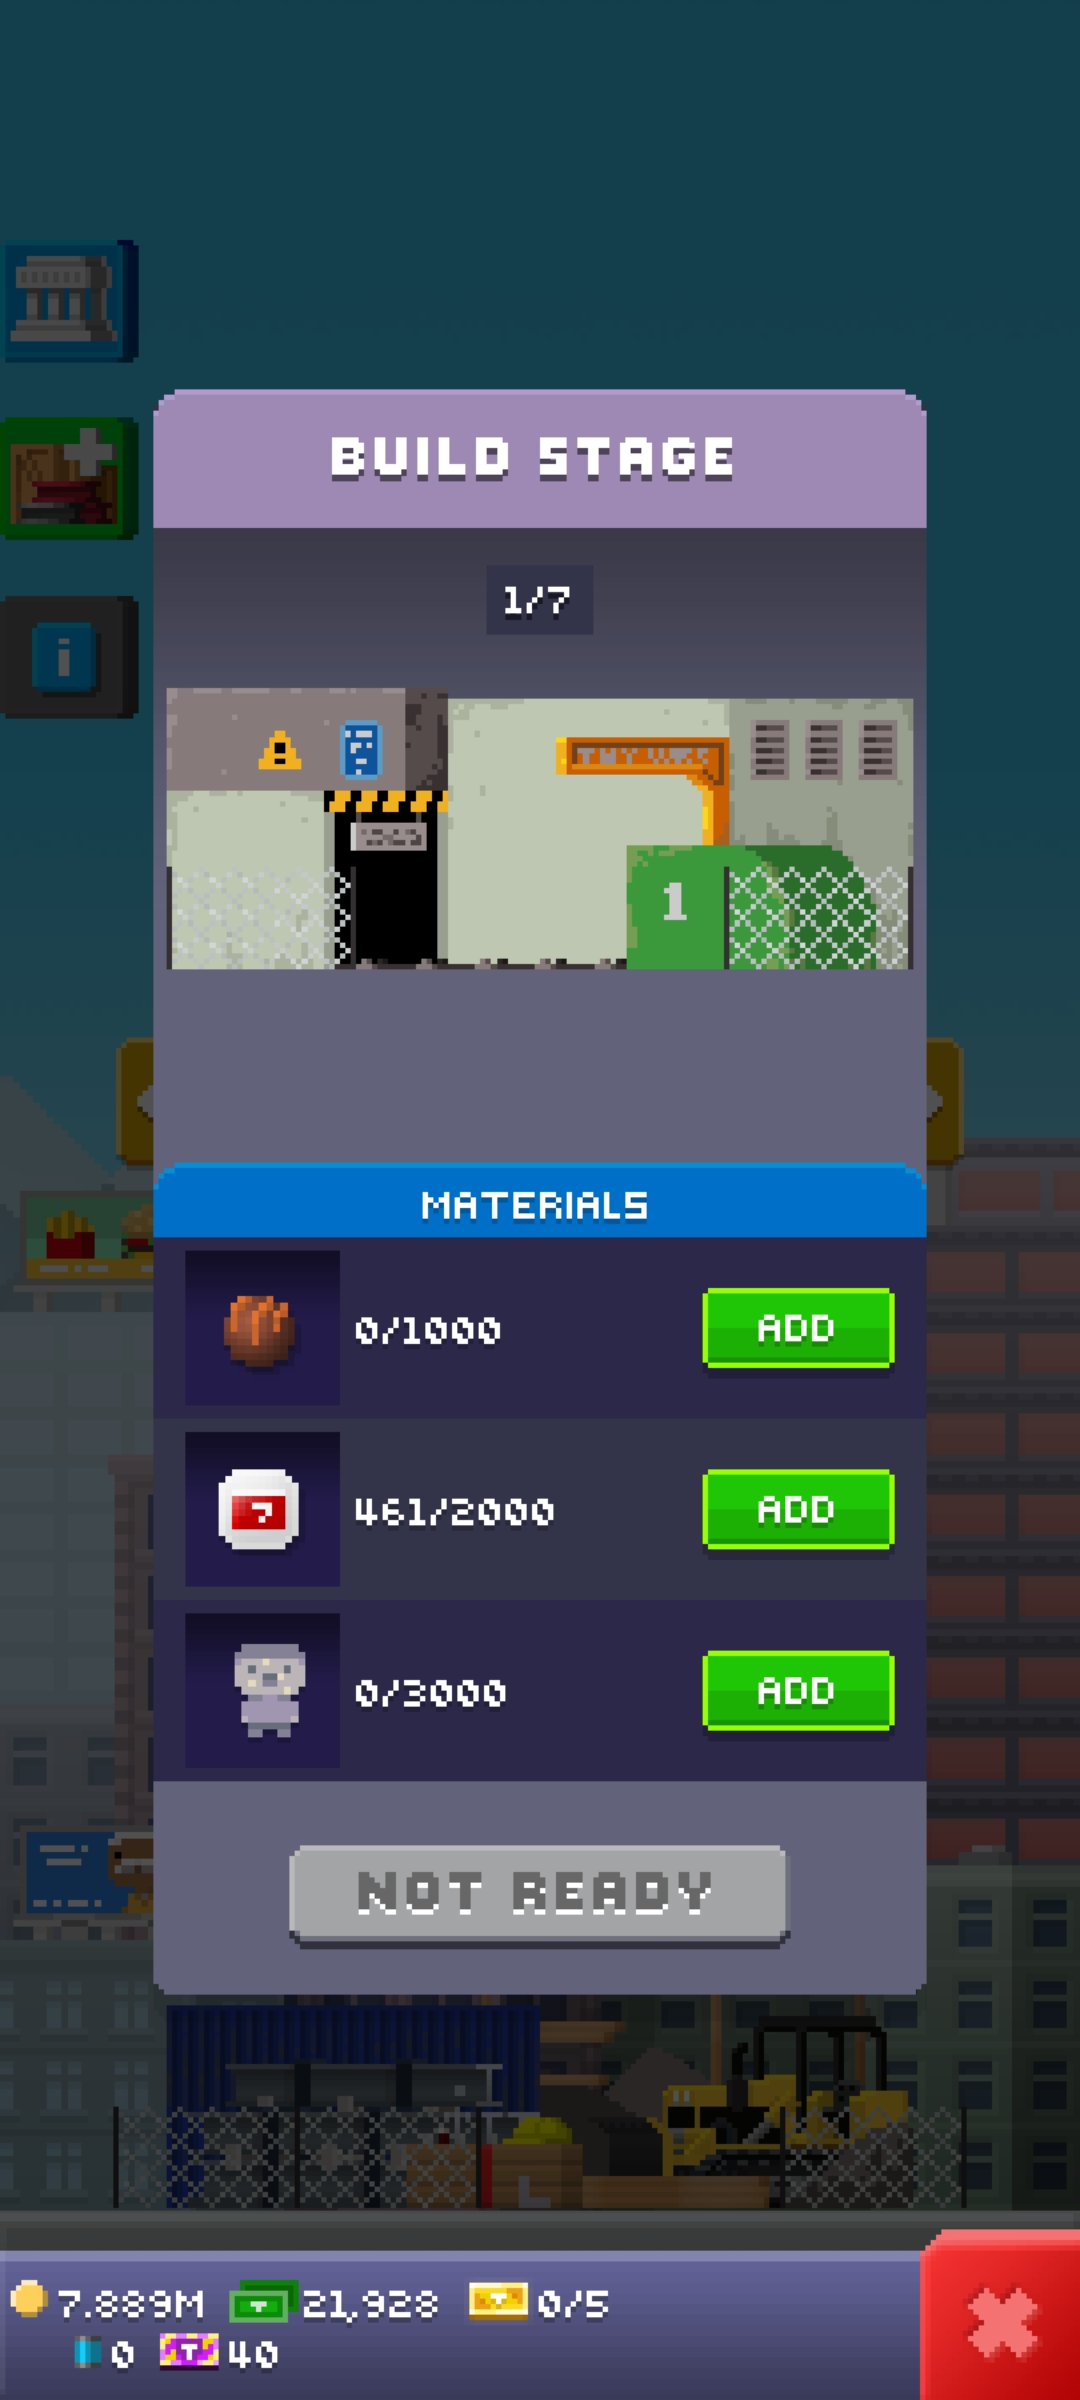 BUILD STAGE
1/7
1
MATERIALS
0/1000
ADD
461/2000
ADD
0/3000
ADD
NOT READY
7.889M 21,928 0/5
0 40